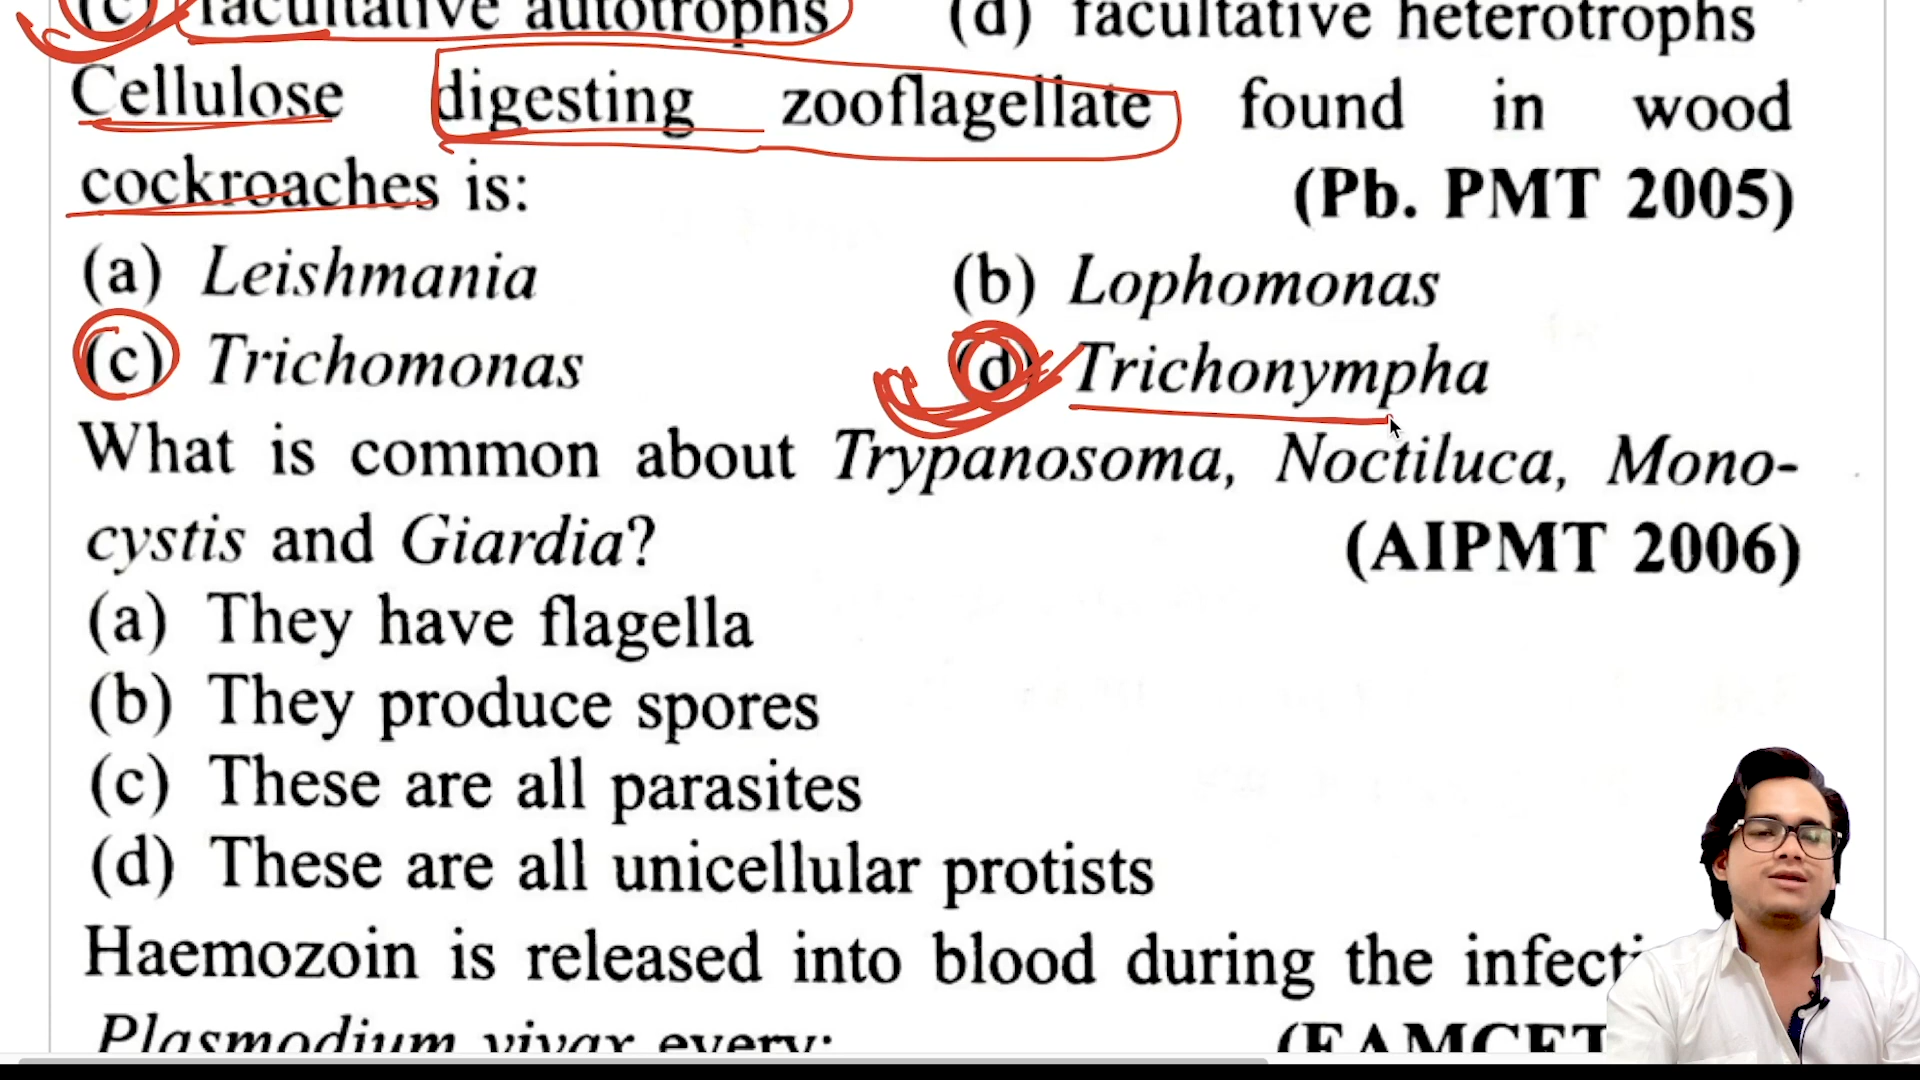 (c) facultative autotrophs (d) facultative heterotrophs
Cellulose digesting zooflagellate found in wood
cockroaches is: (Pb. PMT 2005)
(a) Leishmania (b) Lophomonas
(c) Trichomonas (d) Trichonympha
What is common about Trypanosoma, Noctiluca, Mono-
cystis and Giardia? (AIPMT 2006)
(a) They have flagella
(b) They produce spores
(c) These are all parasites
(d) These are all unicellular protists
Haemozoin is released into blood during the infecti
Plasmodium vivax every: (EAMCET